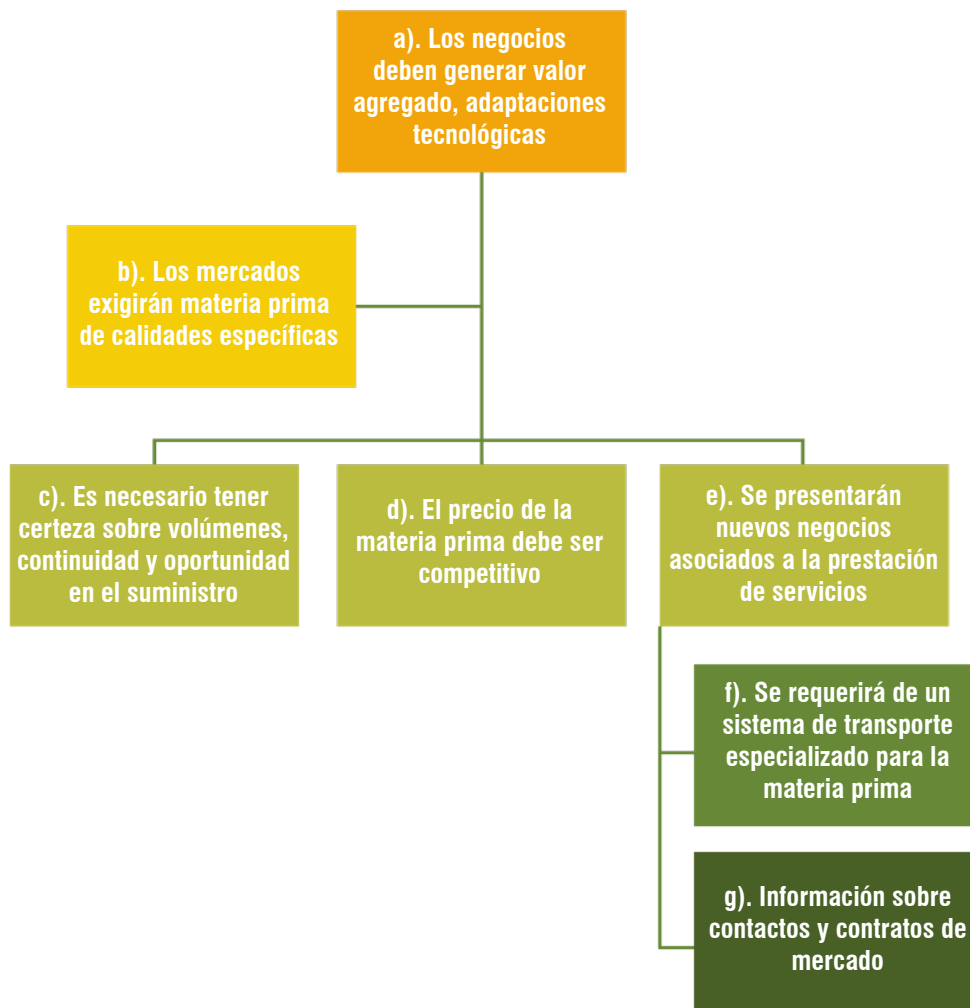 a). Los negocios
deben generar valor
agregado, adaptaciones
tecnológicas
b). Los mercados
exigirán materia prima
de calidades específicas
c). Es necesario tener
certeza sobre volúmenes,
continuidad y oportunidad
en el suministro
d). El precio de la
materia prima debe ser
competitivo
e). Se presentarán
nuevos negocios
asociados a la prestación
de servicios
f). Se requerirá de un
sistema de transporte
especializado para la
materia prima
g). Información sobre
contactos y contratos de
mercado